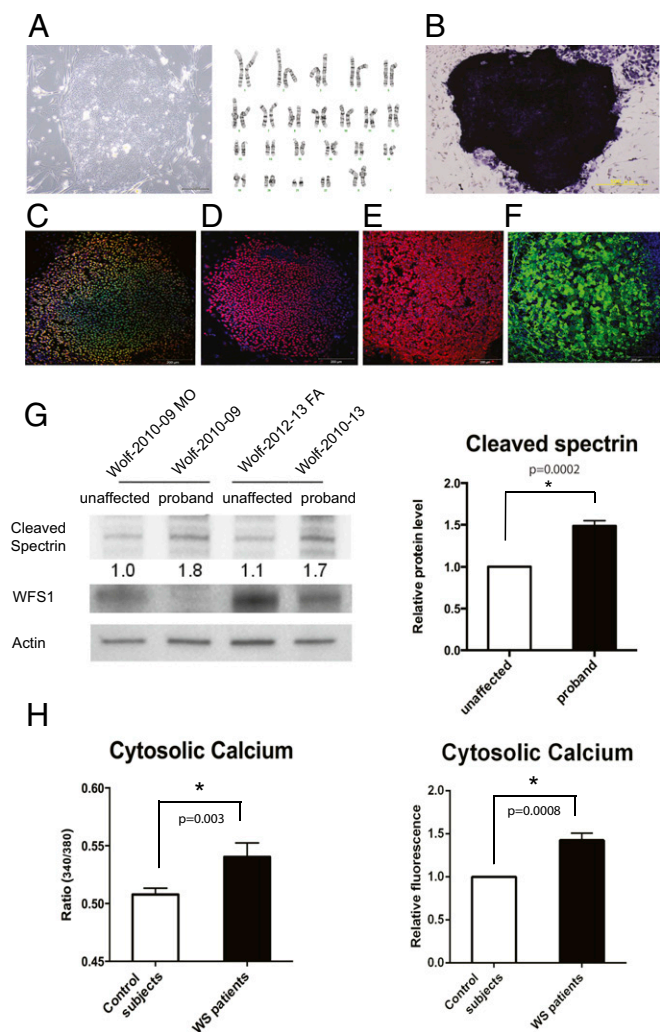 A
B
C
D
E
F
G
Wolf-2010-09 MO
Wolf-2010-09
Wolf-2012-13 FA
Wolf-2010-13
unaffected proband unaffected proband
Cleaved
Spectrin
1.0 1.8 1.1 1.7
WFS1
Actin
Cleaved spectrin
p=0.0002
*
Relative protein level
2.0
1.5
1.0
0.5
0.0
unaffected
proband
H
Cytosolic Calcium
*
p=0.003
Ratio (340/380)
0.60
0.55
0.50
0.45
Control
subjects
WS patients
Cytosolic Calcium
*
p=0.0008
Relative fluorescence
2.0
1.5
1.0
0.5
0.0
Control
subjects
WS patients